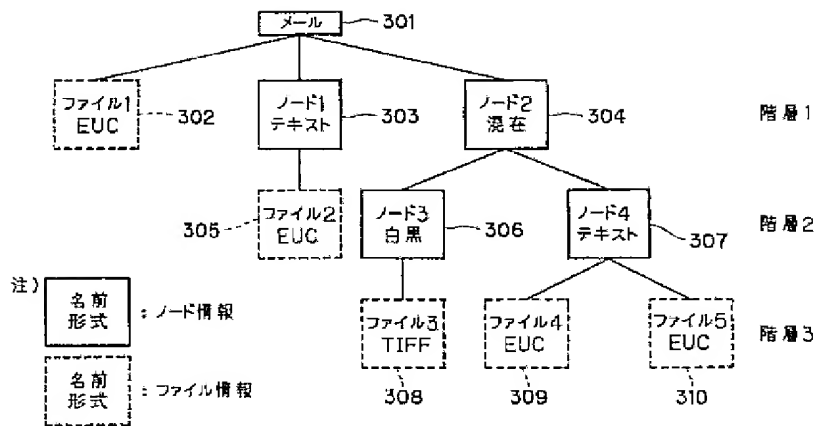 メール
301
ファイル1
EUC
302
ノード1
テキスト
303
ノード2
混在
304
階層1
305
ファイル2
EUC
ノード3
白黒
306
ノード4
テキスト
307
階層2
注)
名前
形式
:ノード情報
ファイル3
TIFF
ファイル4
EUC
ファイル5
EUC
階層3
名前
形式
:ファイル情報
308
309
310